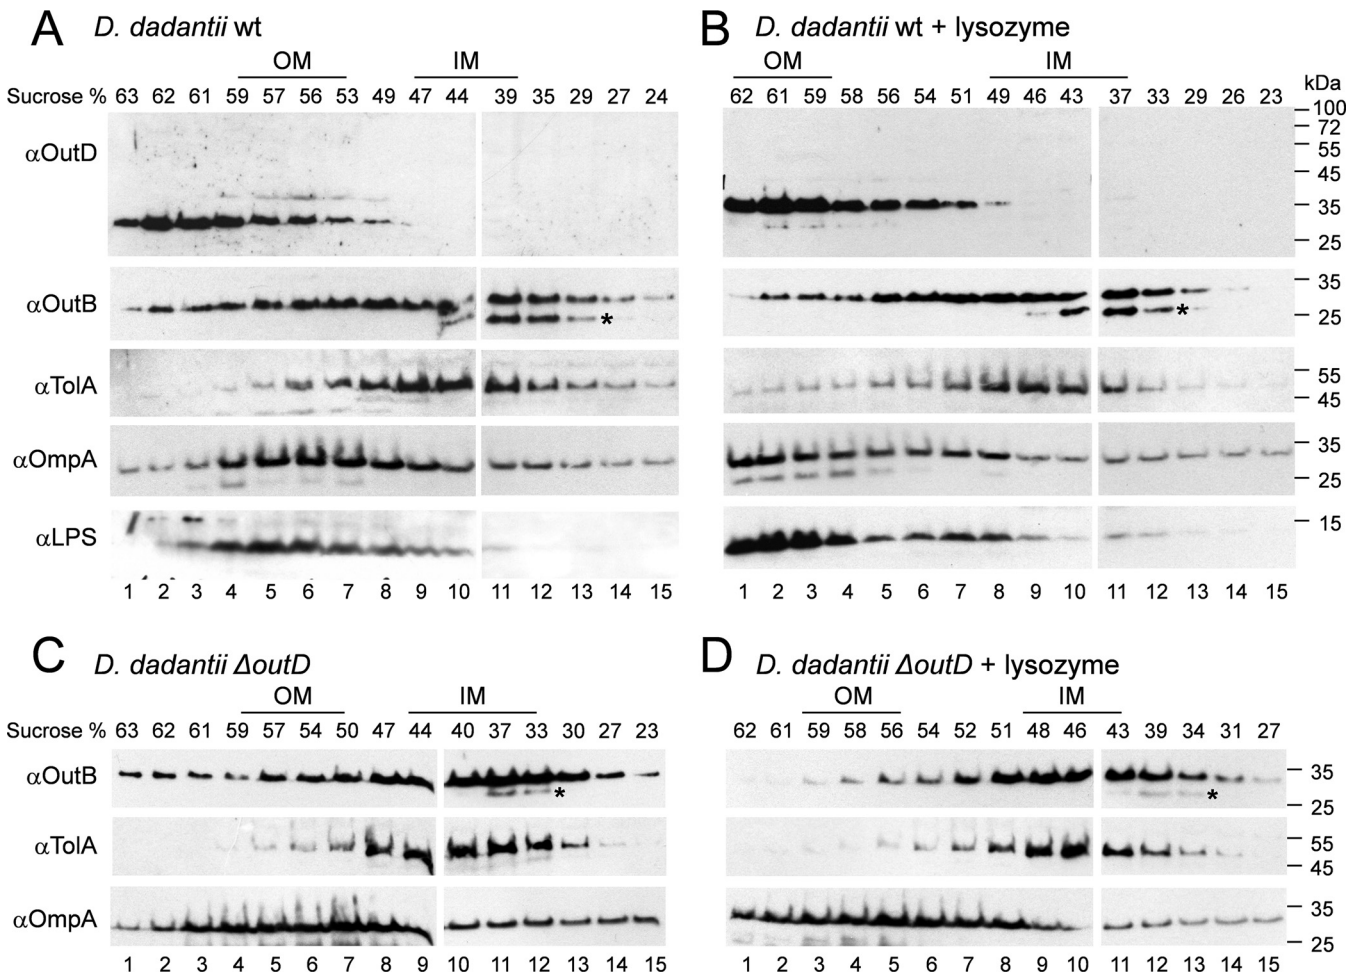 A D. dadantii wt
OM IM
Sucrose % 63 62 61 59 57 56 53 49 47 44 39 35 29 27 24
αOutD
αOutB
*
αTolA
αOmpA
αLPS
1 2 3 4 5 6 7 8 9 10 11 12 13 14 15
B D. dadantii wt + lysozyme
OM IM
62 61 59 58 56 54 51 49 46 43 37 33 29 26 23
kDa
100
72
55
45
35
25
35
25
*
55
45
35
25
15
1 2 3 4 5 6 7 8 9 10 11 12 13 14 15
C D. dadantii ΔoutD
OM IM
Sucrose % 63 62 61 59 57 54 50 47 44 40 37 33 30 27 23
αOutB
*
αTolA
αOmpA
1 2 3 4 5 6 7 8 9 10 11 12 13 14 15
D D. dadantii ΔoutD + lysozyme
OM IM
62 61 59 58 56 54 52 51 48 46 43 39 34 31 27
35
25
*
55
45
35
25
1 2 3 4 5 6 7 8 9 10 11 12 13 14 15